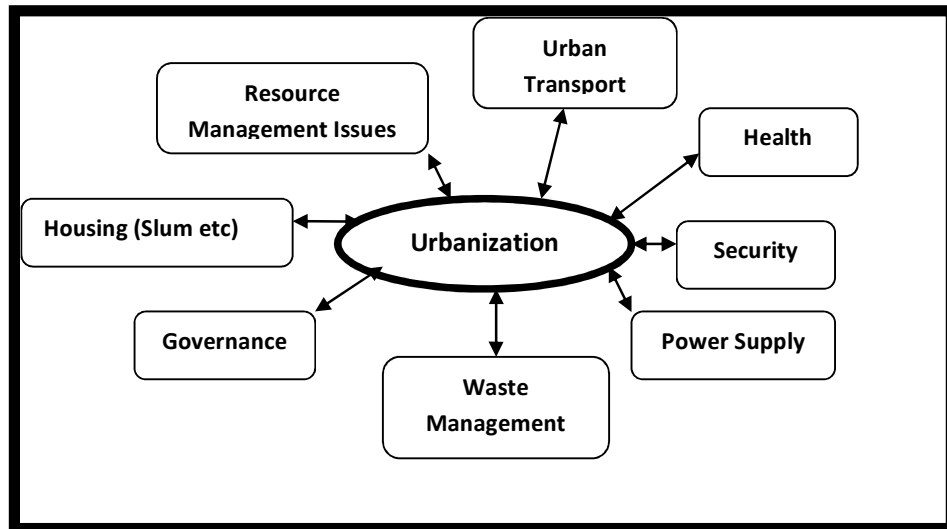 Urban
Transport
Resource
Management Issues
Health
Housing (Slum etc)
Urbanization
Security
Governance
Power Supply
Waste
Management